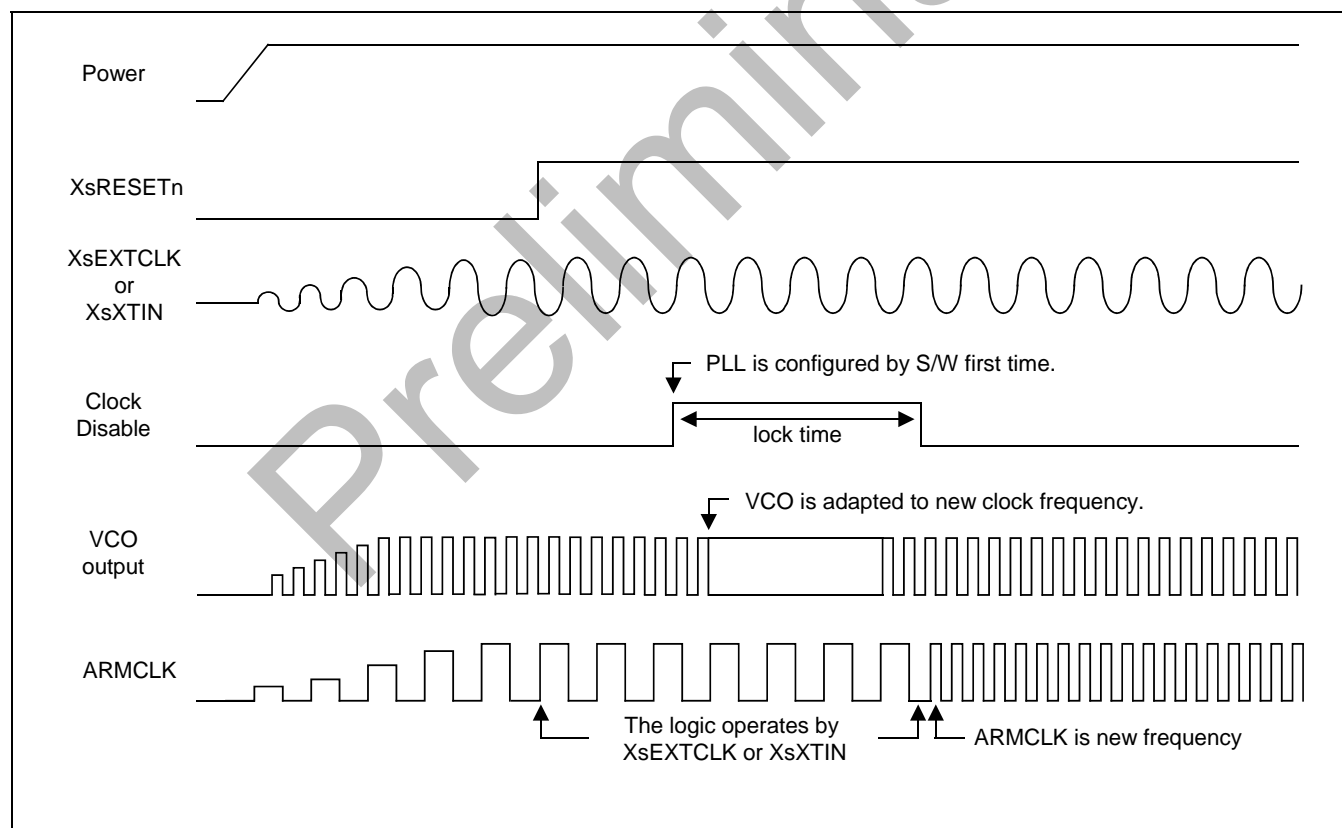 Power
XsRESETn
XsEXTCLK
or
XsXTIN
PLL is configured by S/W first time.
Clock
Disable
lock time
VCO is adapted to new clock frequency.
VCO
output
ARMCLK
The logic operates by
XsEXTCLK or XsXTIN
ARMCLK is new frequency